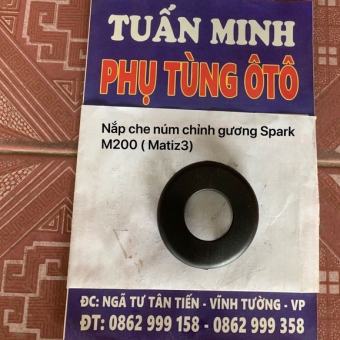 TUẤN MINH
PHỤ TÙNG ÔTÔ
Nắp che núm chỉnh gương Spark
M200 ( Matiz3)
ĐC: NGÃ TƯ TÂN TIẾN - VĨNH TƯỜNG - VP
ĐT: 0862 999 158 - 0862 999 358